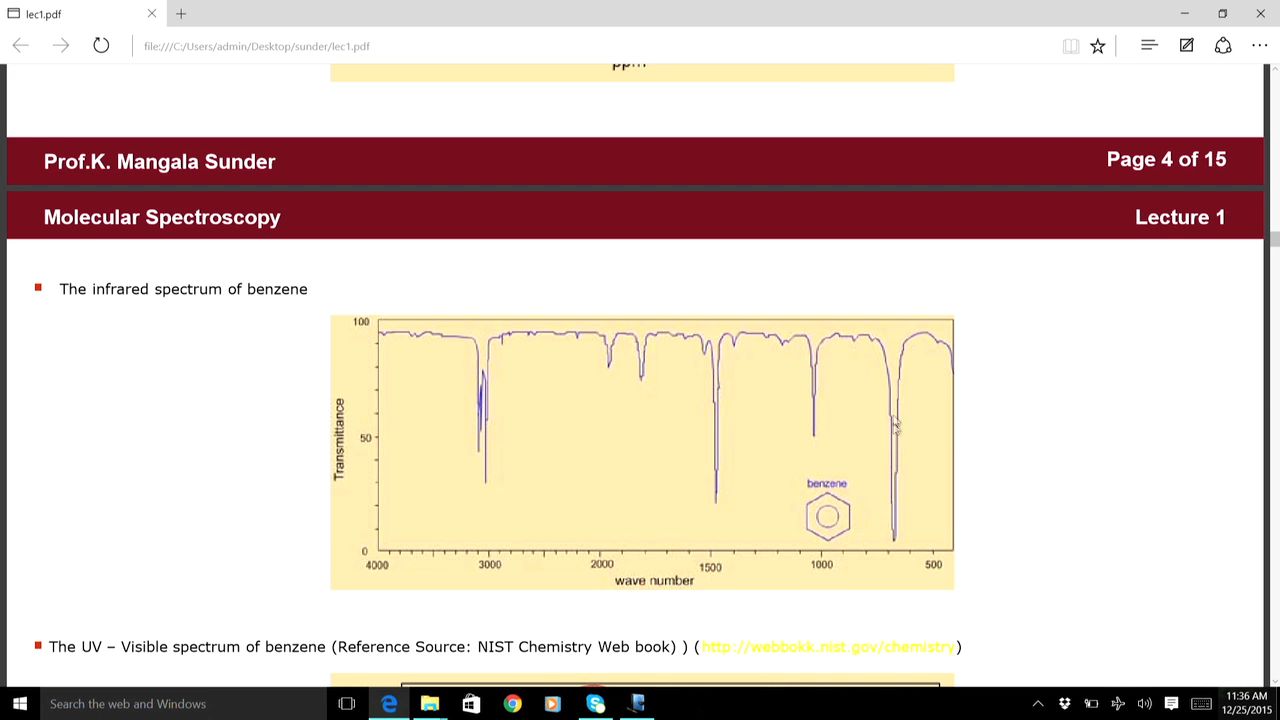 lec1.pdf
file:///C:/Users/admin/Desktop/sunder/lec1.pdf
ppm
Prof.K. Mangala Sunder
Page 4 of 15
Molecular Spectroscopy
Lecture 1
The infrared spectrum of benzene
100
50
0
Transmittance
benzene
4000 3000 2000 1500 1000 500
wave number
The UV – Visible spectrum of benzene (Reference Source: NIST Chemistry Web book) ) (http://webbokk.nist.gov/chemistry)
Search the web and Windows
11:36 AM
12/25/2015